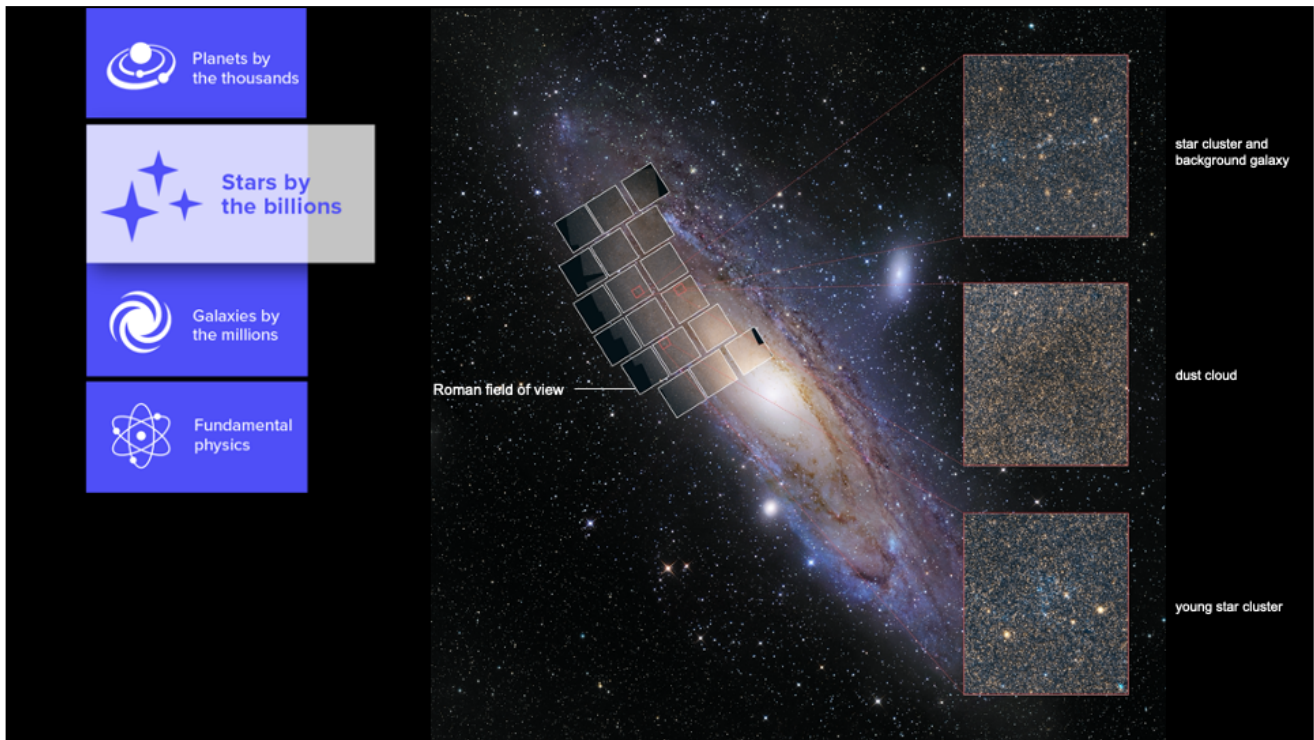 Planets by
the thousands
Stars by
the billions
Galaxies by
the millions
Fundamental
physics
Roman field of view
star cluster and
background galaxy
dust cloud
young star cluster